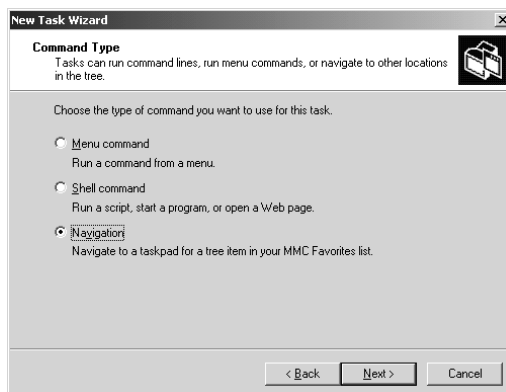 New Task Wizard
Command Type
Tasks can run command lines, run menu commands, or navigate to other locations
in the tree.
Choose the type of command you want to use for this task.
Menu command
Run a command from a menu.
Shell command
Run a script, start a program, or open a Web page.
Navigation
Navigate to a taskpad for a tree item in your MMC Favorites list.
< Back Next > Cancel